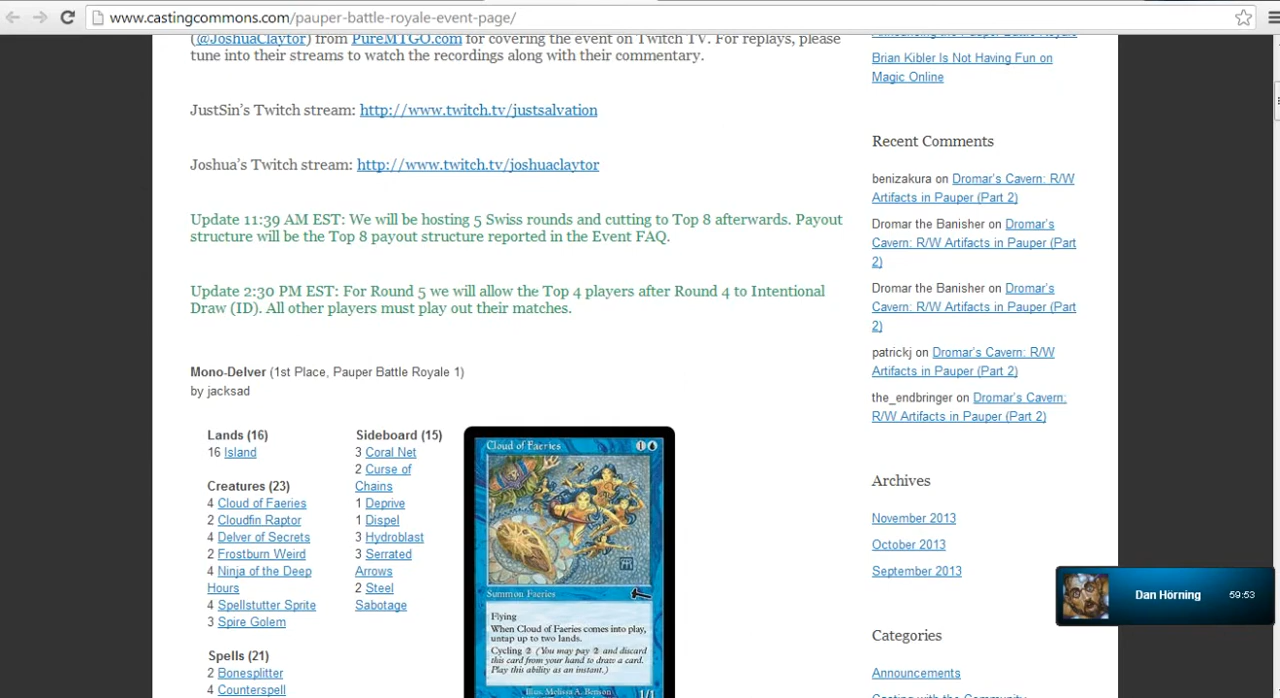 www.castingcommons.com/pauper-battle-royale-event-page/
(@JoshuaClaytor) from PureMTGO.com for covering the event on Twitch TV. For replays, please
tune into their streams to watch the recordings along with their commentary.
JustSin's Twitch stream: http://www.twitch.tv/justsalvation
Joshua's Twitch stream: http://www.twitch.tv/joshuaclaytor
Update 11:39 AM EST: We will be hosting 5 Swiss rounds and cutting to Top 8 afterwards. Payout
structure will be the Top 8 payout structure reported in the Event FAQ.
Update 2:30 PM EST: For Round 5 we will allow the Top 4 players after Round 4 to Intentional
Draw (ID). All other players must play out their matches.
Mono-Delver (1st Place, Pauper Battle Royale 1)
by jacksad
Lands (16)
16 Island
Creatures (23)
4 Cloud of Faeries
2 Cloudfin Raptor
4 Delver of Secrets
2 Frostburn Weird
4 Ninja of the Deep
Hours
4 Spellstutter Sprite
3 Spire Golem
Spells (21)
2 Bonesplitter
4 Counterspell
Sideboard (15)
3 Coral Net
2 Curse of
Chains
1 Deprive
1 Dispel
3 Hydroblast
3 Serrated
Arrows
2 Steel
Sabotage
Cloud of Faeries
1
Summon Faeries
Flying
When Cloud of Faeries comes into play,
untap up to two lands.
Cycling 2 (You may pay 2 and discard
this card from your hand to draw a card.
Play this ability as an instant.)
Illus. Melissa A. Benson
1/1
Brian Kibler Is Not Having Fun on
Magic Online
Recent Comments
benizakura on Dromar's Cavern: R/W
Artifacts in Pauper (Part 2)
Dromar the Banisher on Dromar's
Cavern: R/W Artifacts in Pauper (Part
2)
Dromar the Banisher on Dromar's
Cavern: R/W Artifacts in Pauper (Part
2)
patrickj on Dromar's Cavern: R/W
Artifacts in Pauper (Part 2)
the_endbringer on Dromar's Cavern:
R/W Artifacts in Pauper (Part 2)
Archives
November 2013
October 2013
September 2013
Dan Hörning 59:53
Categories
Announcements
Casting with the Community